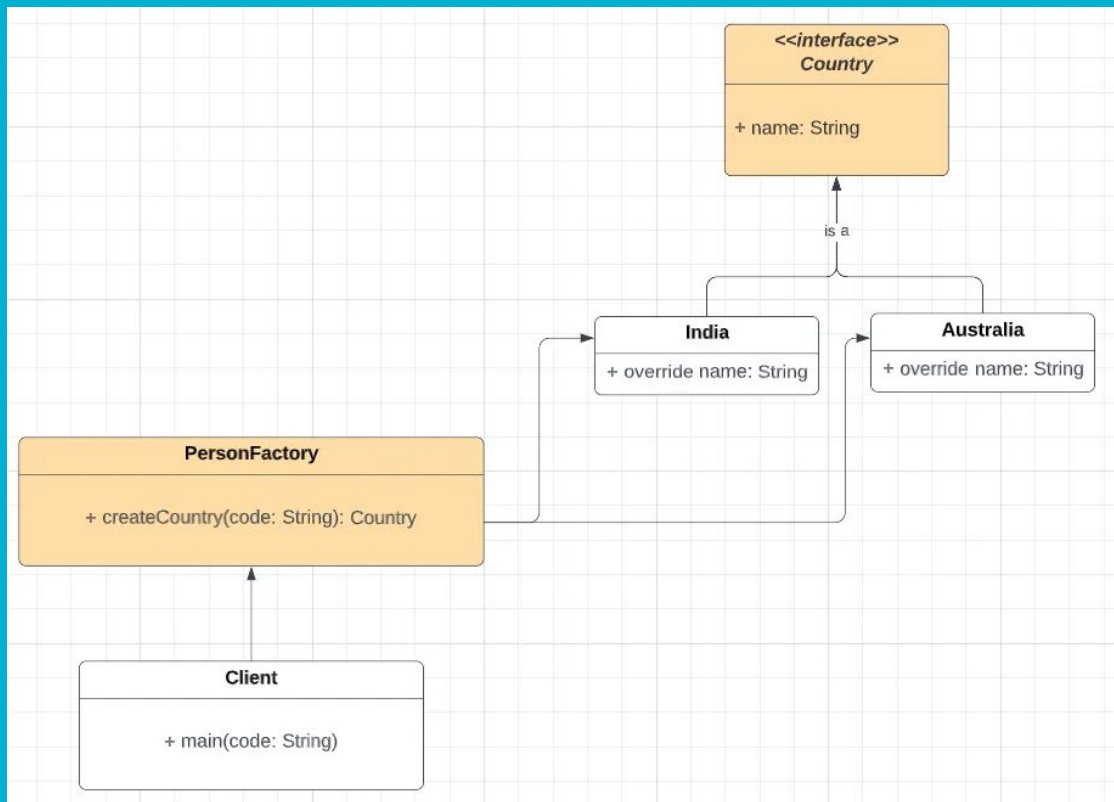 <<interface>>
Country
+ name: String
is a
India
+ override name: String
Australia
+ override name: String
PersonFactory
+ createCountry(code: String): Country
Client
+ main(code: String)